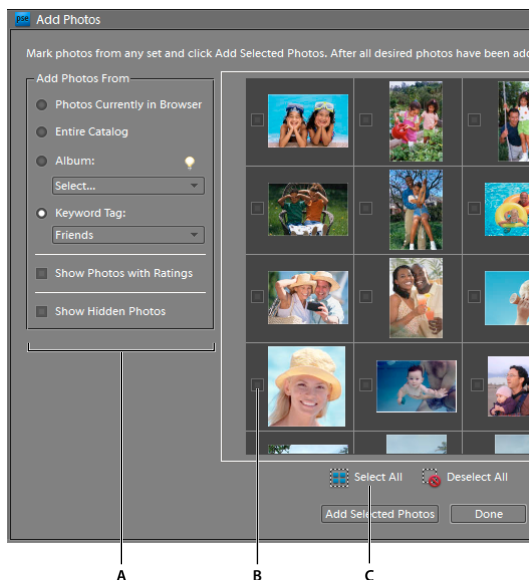 pse Add Photos
Mark photos from any set and click Add Selected Photos. After all desired photos have been
Add Photos From
Photos Currently in Browser
Entire Catalog
Album:
Select...
Keyword Tag:
Friends
Show Photos with Ratings
Show Hidden Photos
Select All
Deselect All
Add Selected Photos
Done
A
B
C